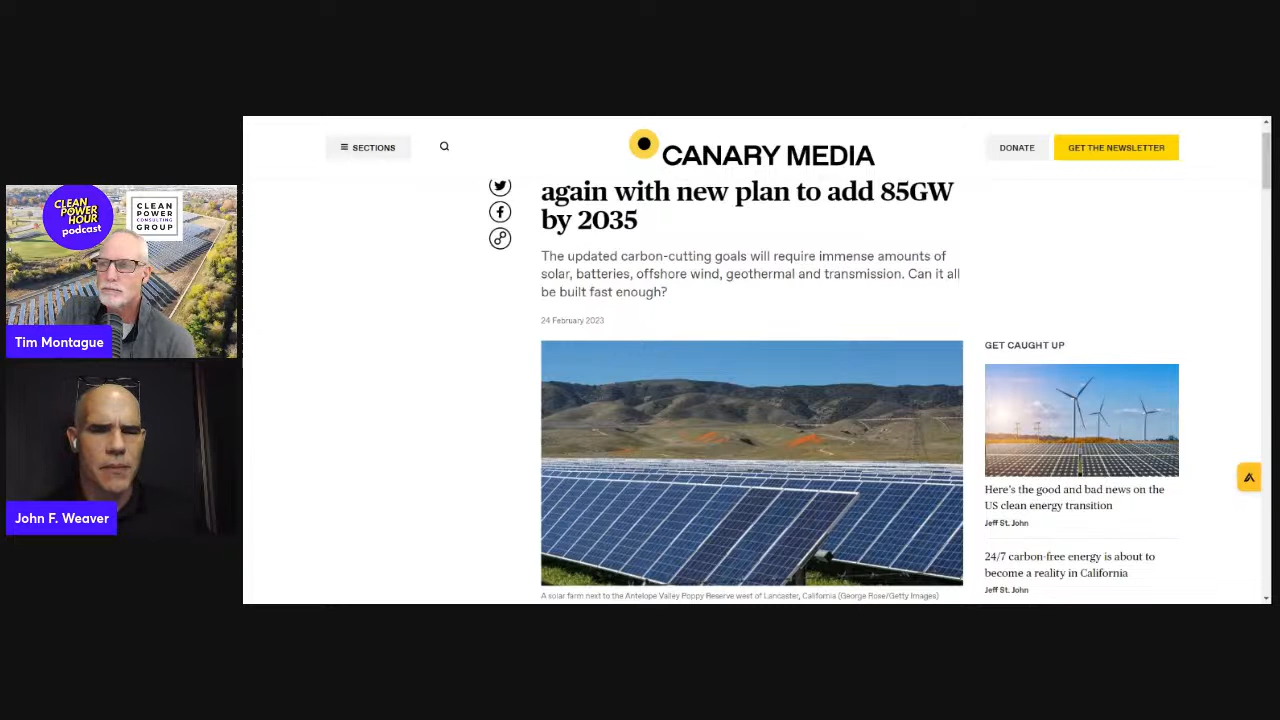 CLEAN
POWER
HOUR
podcast
CLEAN
POWER
CONSULTING
GROUP
Tim Montague
John F. Weaver
SECTIONS
CANARY MEDIA
DONATE
GET THE NEWSLETTER
again with new plan to add 85GW
by 2035
The updated carbon-cutting goals will require immense amounts of
solar, batteries, offshore wind, geothermal and transmission. Can it all
be built fast enough?
24 February 2023
A solar farm next to the Antelope Valley Poppy Reserve west of Lancaster, California (George Rose/Getty Images)
GET CAUGHT UP
Here's the good and bad news on the
US clean energy transition
Jeff St. John
24/7 carbon-free energy is about to
become a reality in California
Jeff St. John